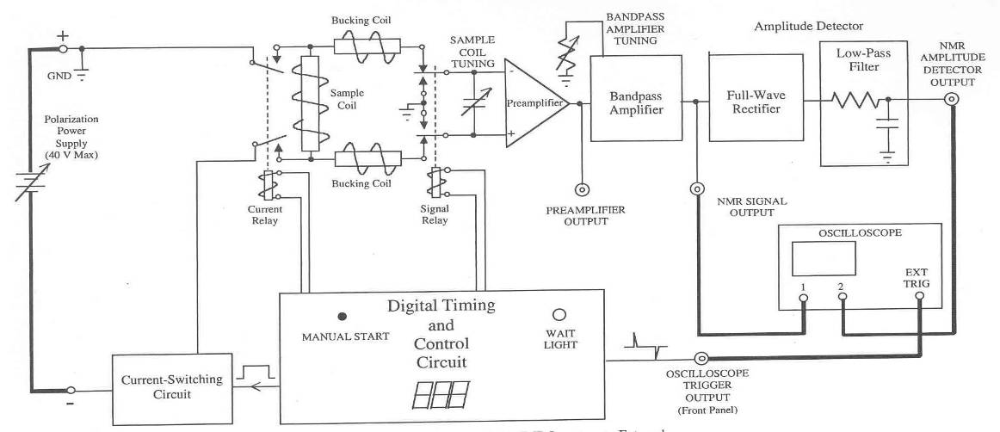 Bucking Coil
BANDPASS
AMPLIFIER
TUNING
Amplitude Detector
+
SAMPLE
COIL
TUNING
Low-Pass
Filter
NMR
AMPLITUDE
DETECTOR
OUTPUT
GND
-
Sample
Coil
Preamplifier
Bandpass
Amplifier
Full-Wave
Rectifier
Polarization
Power
Supply
(40 V Max)
+
Bucking Coil
Current
Relay
Signal
Relay
PREAMPLIFIER
OUTPUT
NMR SIGNAL
OUTPUT
OSCILLOSCOPE
1
2
EXT
TRIG
Digital Timing
and
Control
Circuit
MANUAL START
WAIT
LIGHT
Current-Switching
Circuit
-
OSCILLOSCOPE
TRIGGER
OUTPUT
(Front Panel)